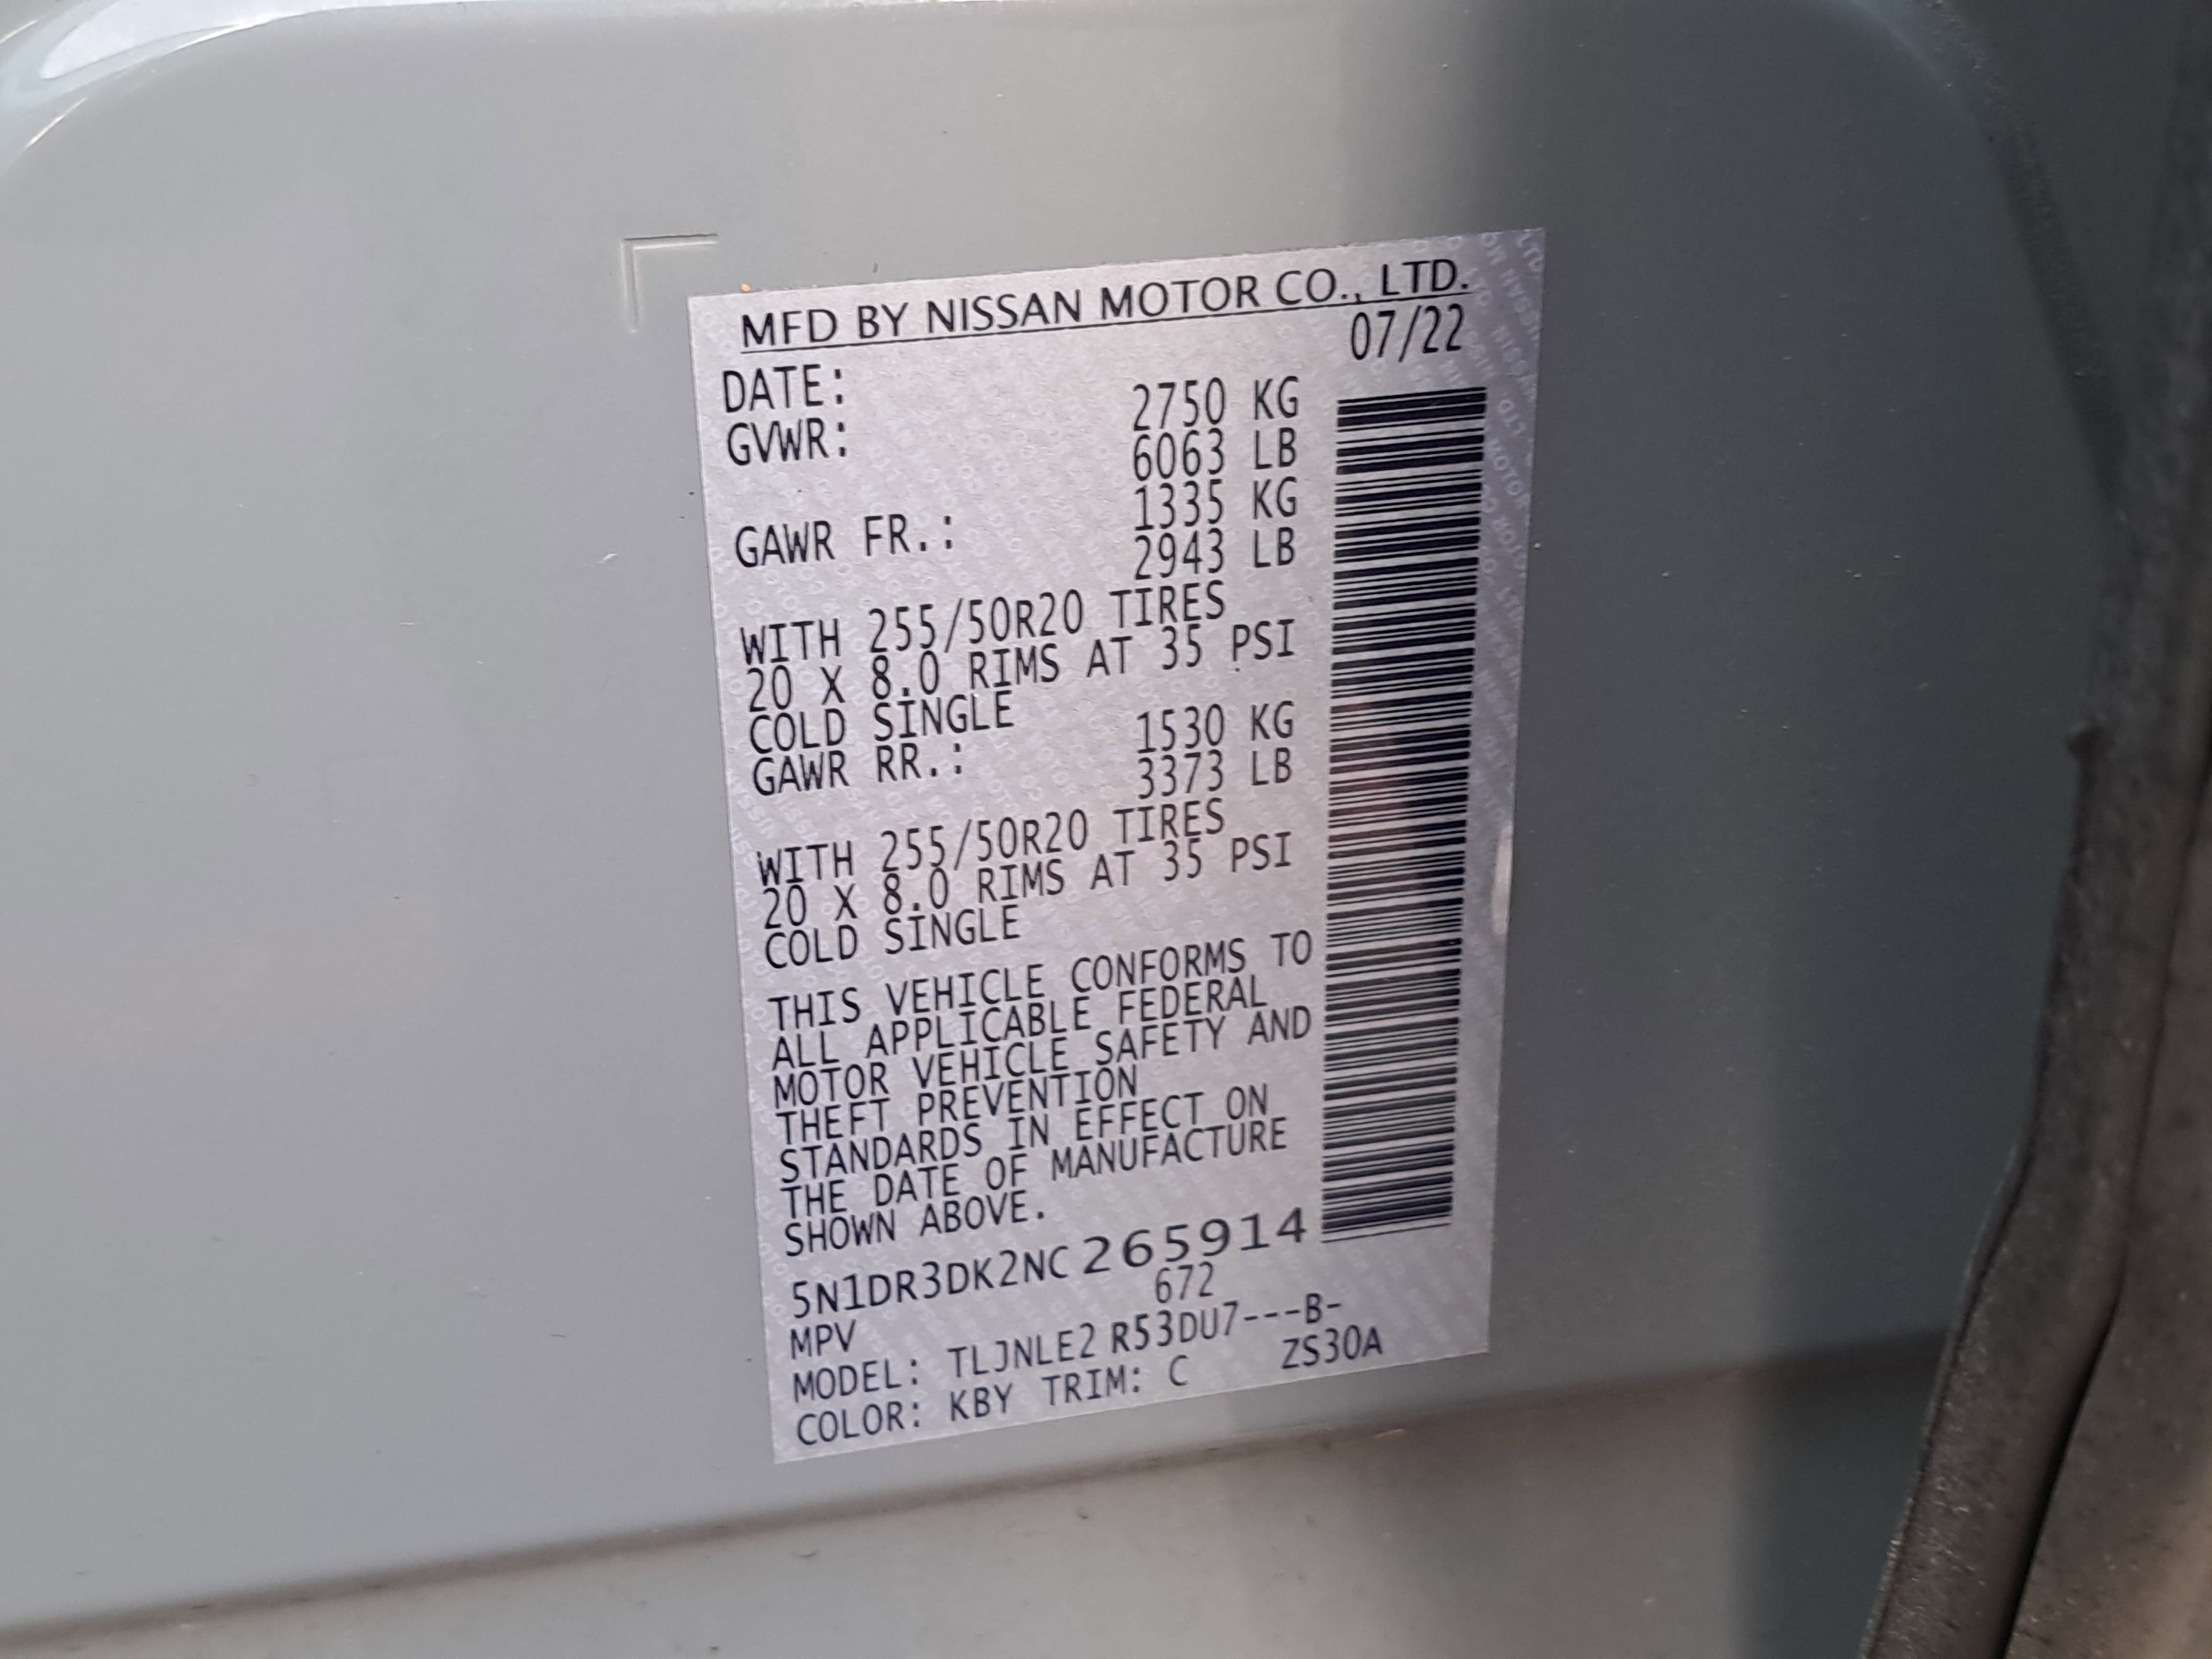 MFD BY NISSAN MOTOR CO., LTD.
DATE: 07/22
GVWR: 2750 KG
6063 LB
GAWR FR.: 1335 KG
2943 LB
WITH 255/50R20 TIRES
20 X 8.0 RIMS AT 35 PSI
COLD SINGLE
GAWR RR.: 1530 KG
3373 LB
WITH 255/50R20 TIRES
20 X 8.0 RIMS AT 35 PSI
COLD SINGLE
THIS VEHICLE CONFORMS TO
ALL APPLICABLE FEDERAL
MOTOR VEHICLE SAFETY AND
THEFT PREVENTION
STANDARDS IN EFFECT ON
THE DATE OF MANUFACTURE
SHOWN ABOVE.
5N1DR3DK2NC 265914
MPV 672
MODEL: TLJNLE2 R53DU7---B-
COLOR: KBY TRIM: C ZS30A